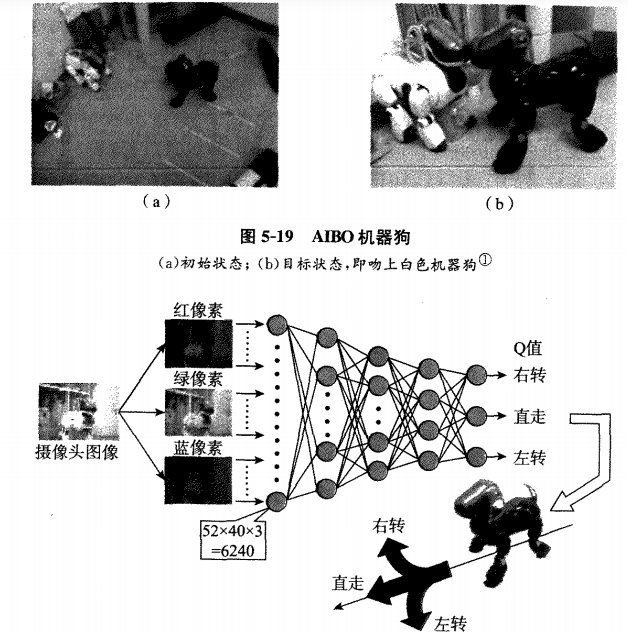 (a)
(b)
图 5-19 AIBO 机器狗
(a)初始状态；(b)目标状态，即吻上白色机器狗①
红像素
绿像素
蓝像素
摄像头图像
52×40×3
=6240
Q值
右转
直走
左转
右转
直走
左转